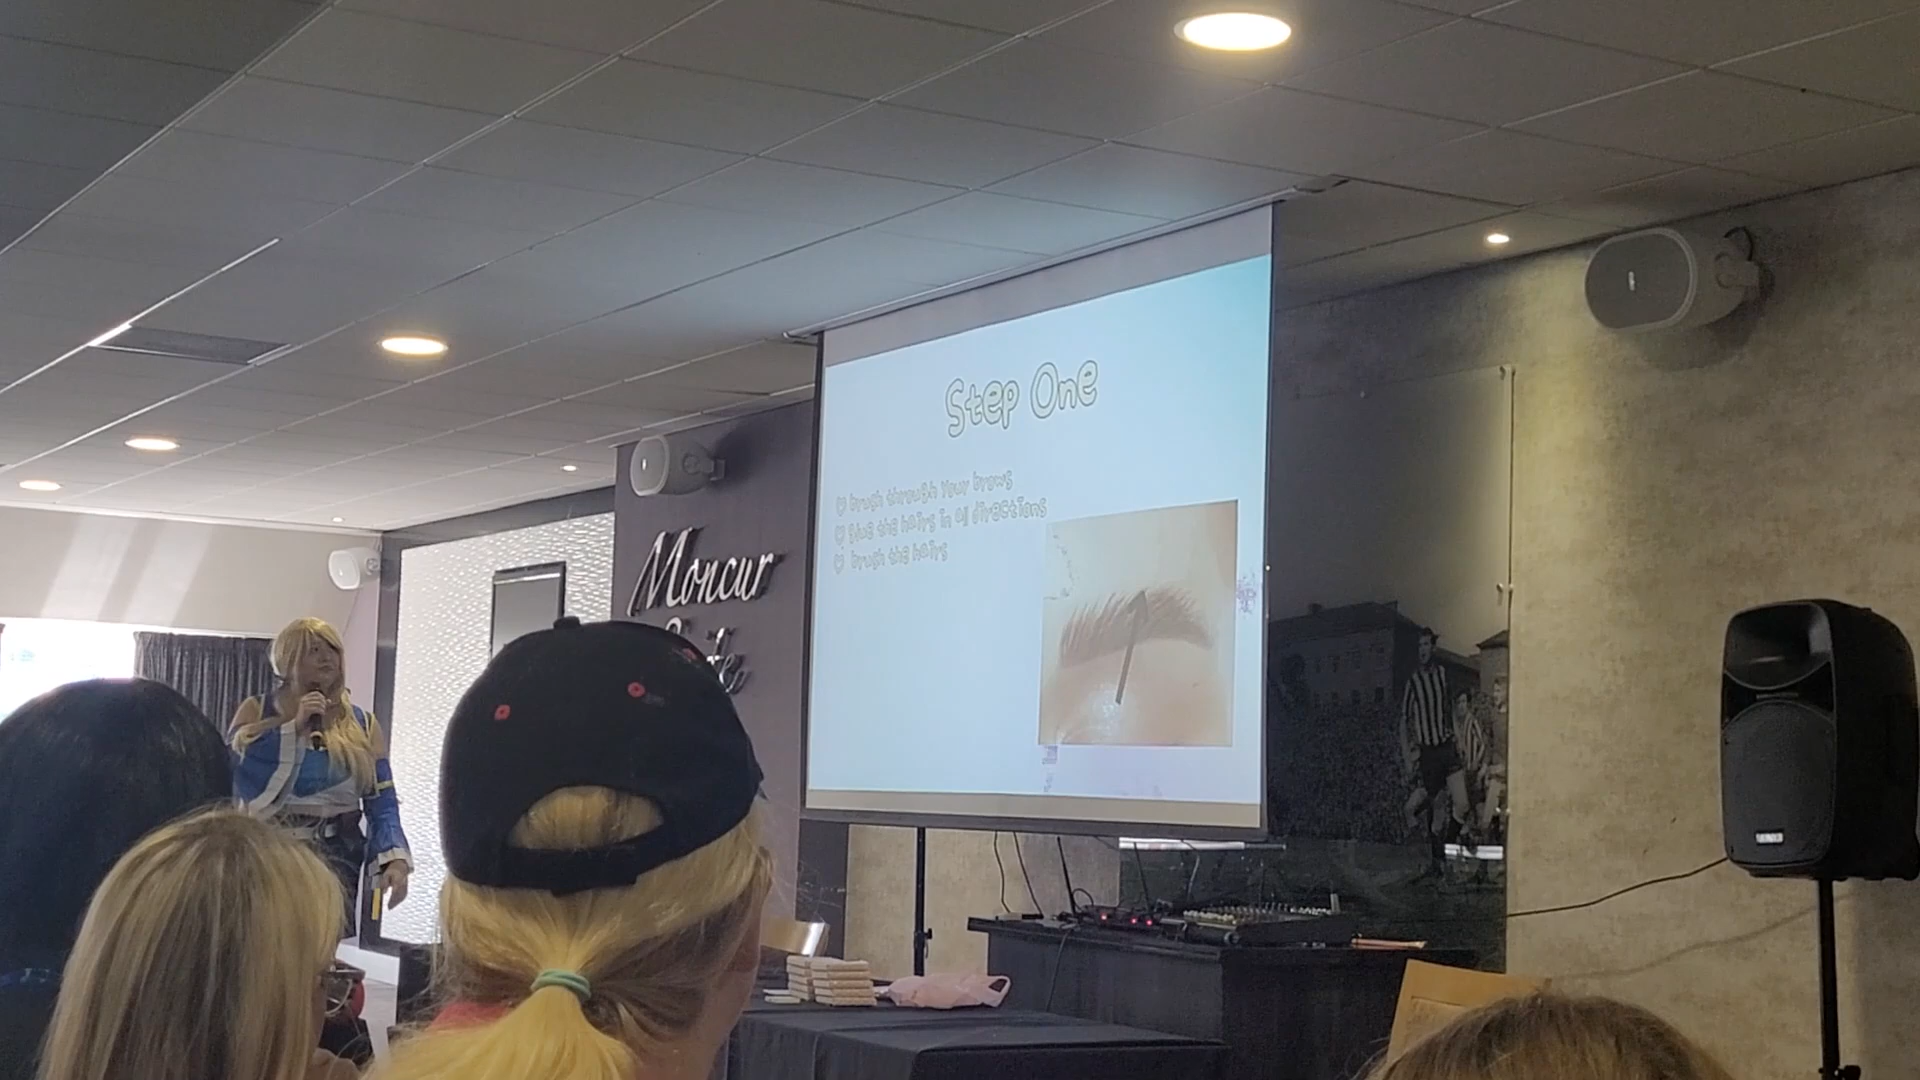 Step One
brush through your brows
glue the hairs in all directions
brush the hairs
Moncur